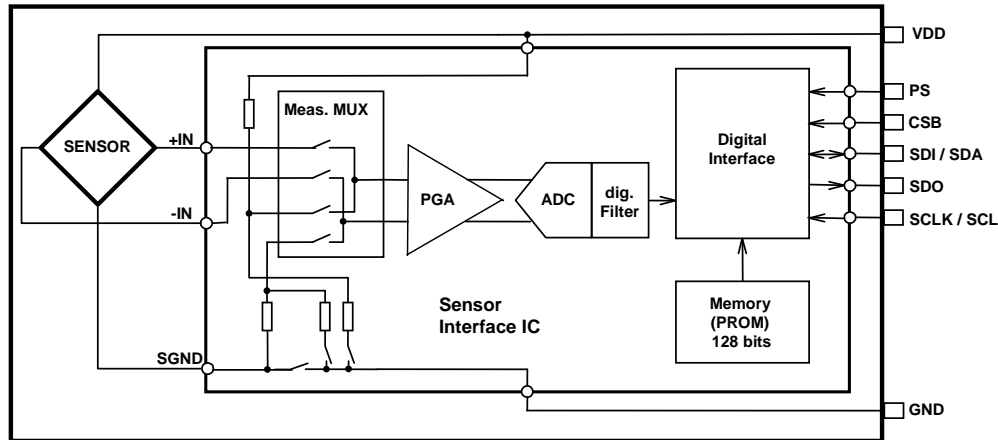 VDD
Meas. MUX
SENSOR
+IN
-IN
PGA
ADC
dig.
Filter
Digital
Interface
PS
CSB
SDI / SDA
SDO
SCLK / SCL
Sensor
Interface IC
Memory
(PROM)
128 bits
SGND
GND